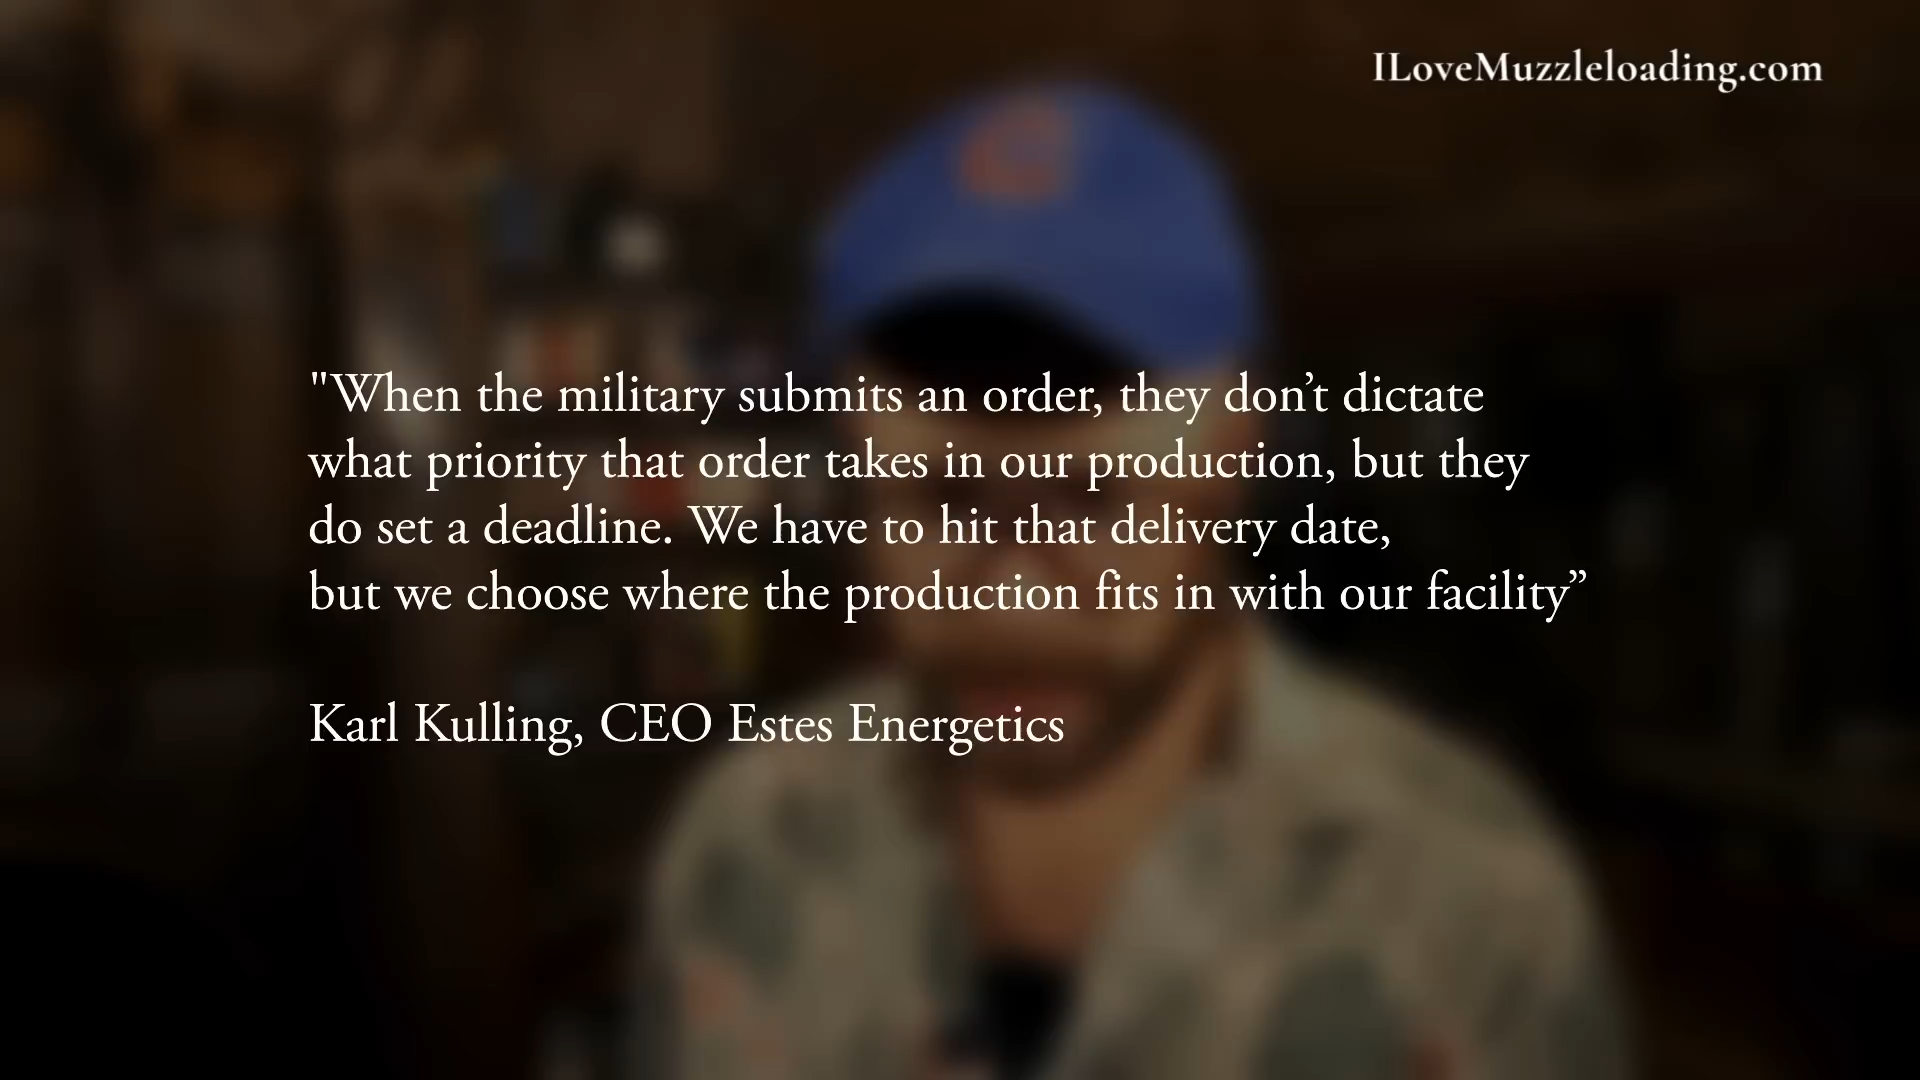 ILoveMuzzleloading.com
"When the military submits an order, they don’t dictate
what priority that order takes in our production, but they
do set a deadline. We have to hit that delivery date,
but we choose where the production fits in with our facility”
Karl Kulling, CEO Estes Energetics